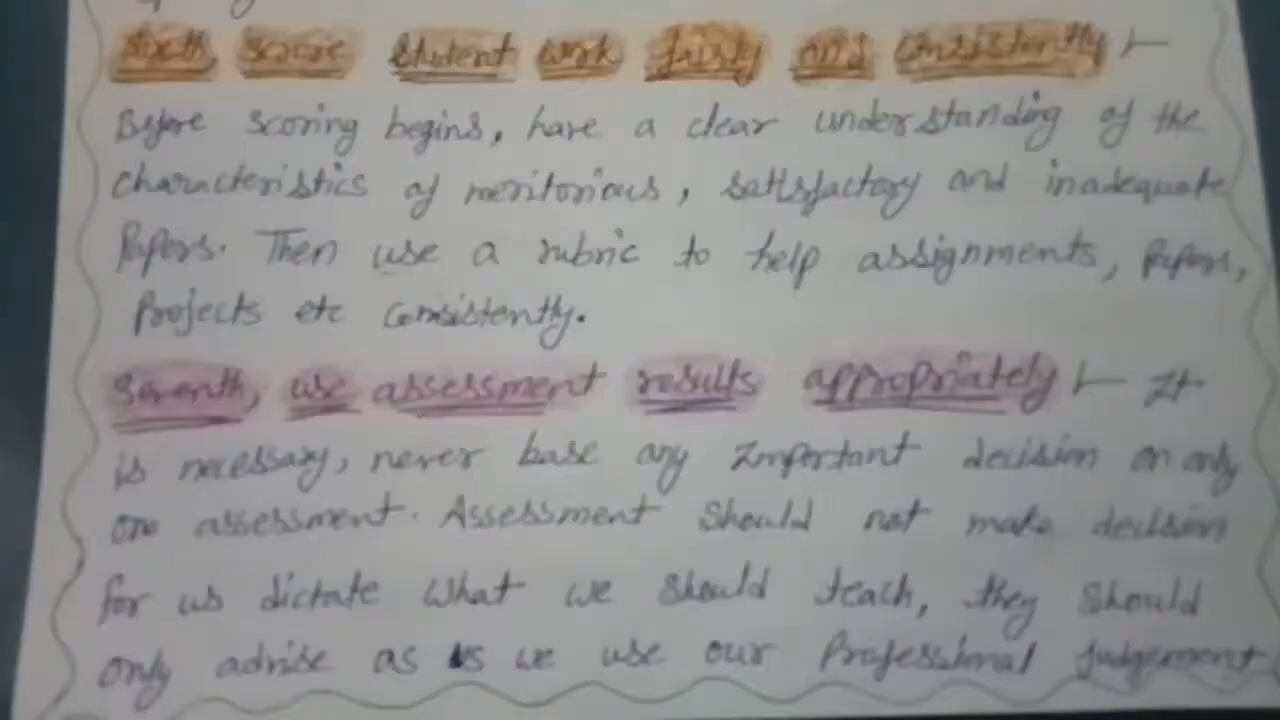 Sixth score student work fairly and consistently :-
Before scoring begins, have a clear understanding of the
characteristics of meritorious, satisfactory and inadequate
Papers. Then use a rubric to help assignments, Papers,
Projects etc consistently.
Seventh, use assessment results appropriately :- It
is necessary, never base any Important decision on only
one assessment. Assessment Should not make decision
for us dictate What we Should teach, they Should
only advise as us we use our Professional judgement